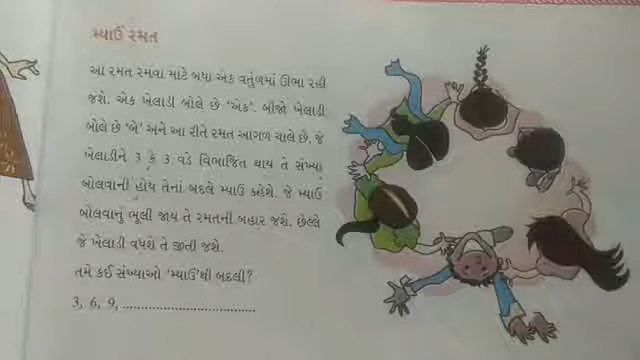 મ્યાઉં રમત
આ રમત રમવા માટે બધા એક વર્તુળમાં ઊભા રહી
જશે. એક ખેલાડી બોલે છે ‘એક’. બીજો ખેલાડી
બોલે છે ‘બે’ અને આ રીતે રમત આગળ ચાલે છે. જે
ખેલાડીને 3 કે 3 વડે વિભાજિત થાય તે સંખ્યા
બોલવાની હોય તેનાં બદલે મ્યાઉં કહેશે. જે મ્યાઉં
બોલવાનું ભૂલી જાય તે રમતની બહાર જશે. છેલ્લે
જે ખેલાડી વધશે તે જીતી જશે.
તમે કઈ સંખ્યાઓ ‘મ્યાઉં’થી બદલી?
3, 6, 9, ..................................